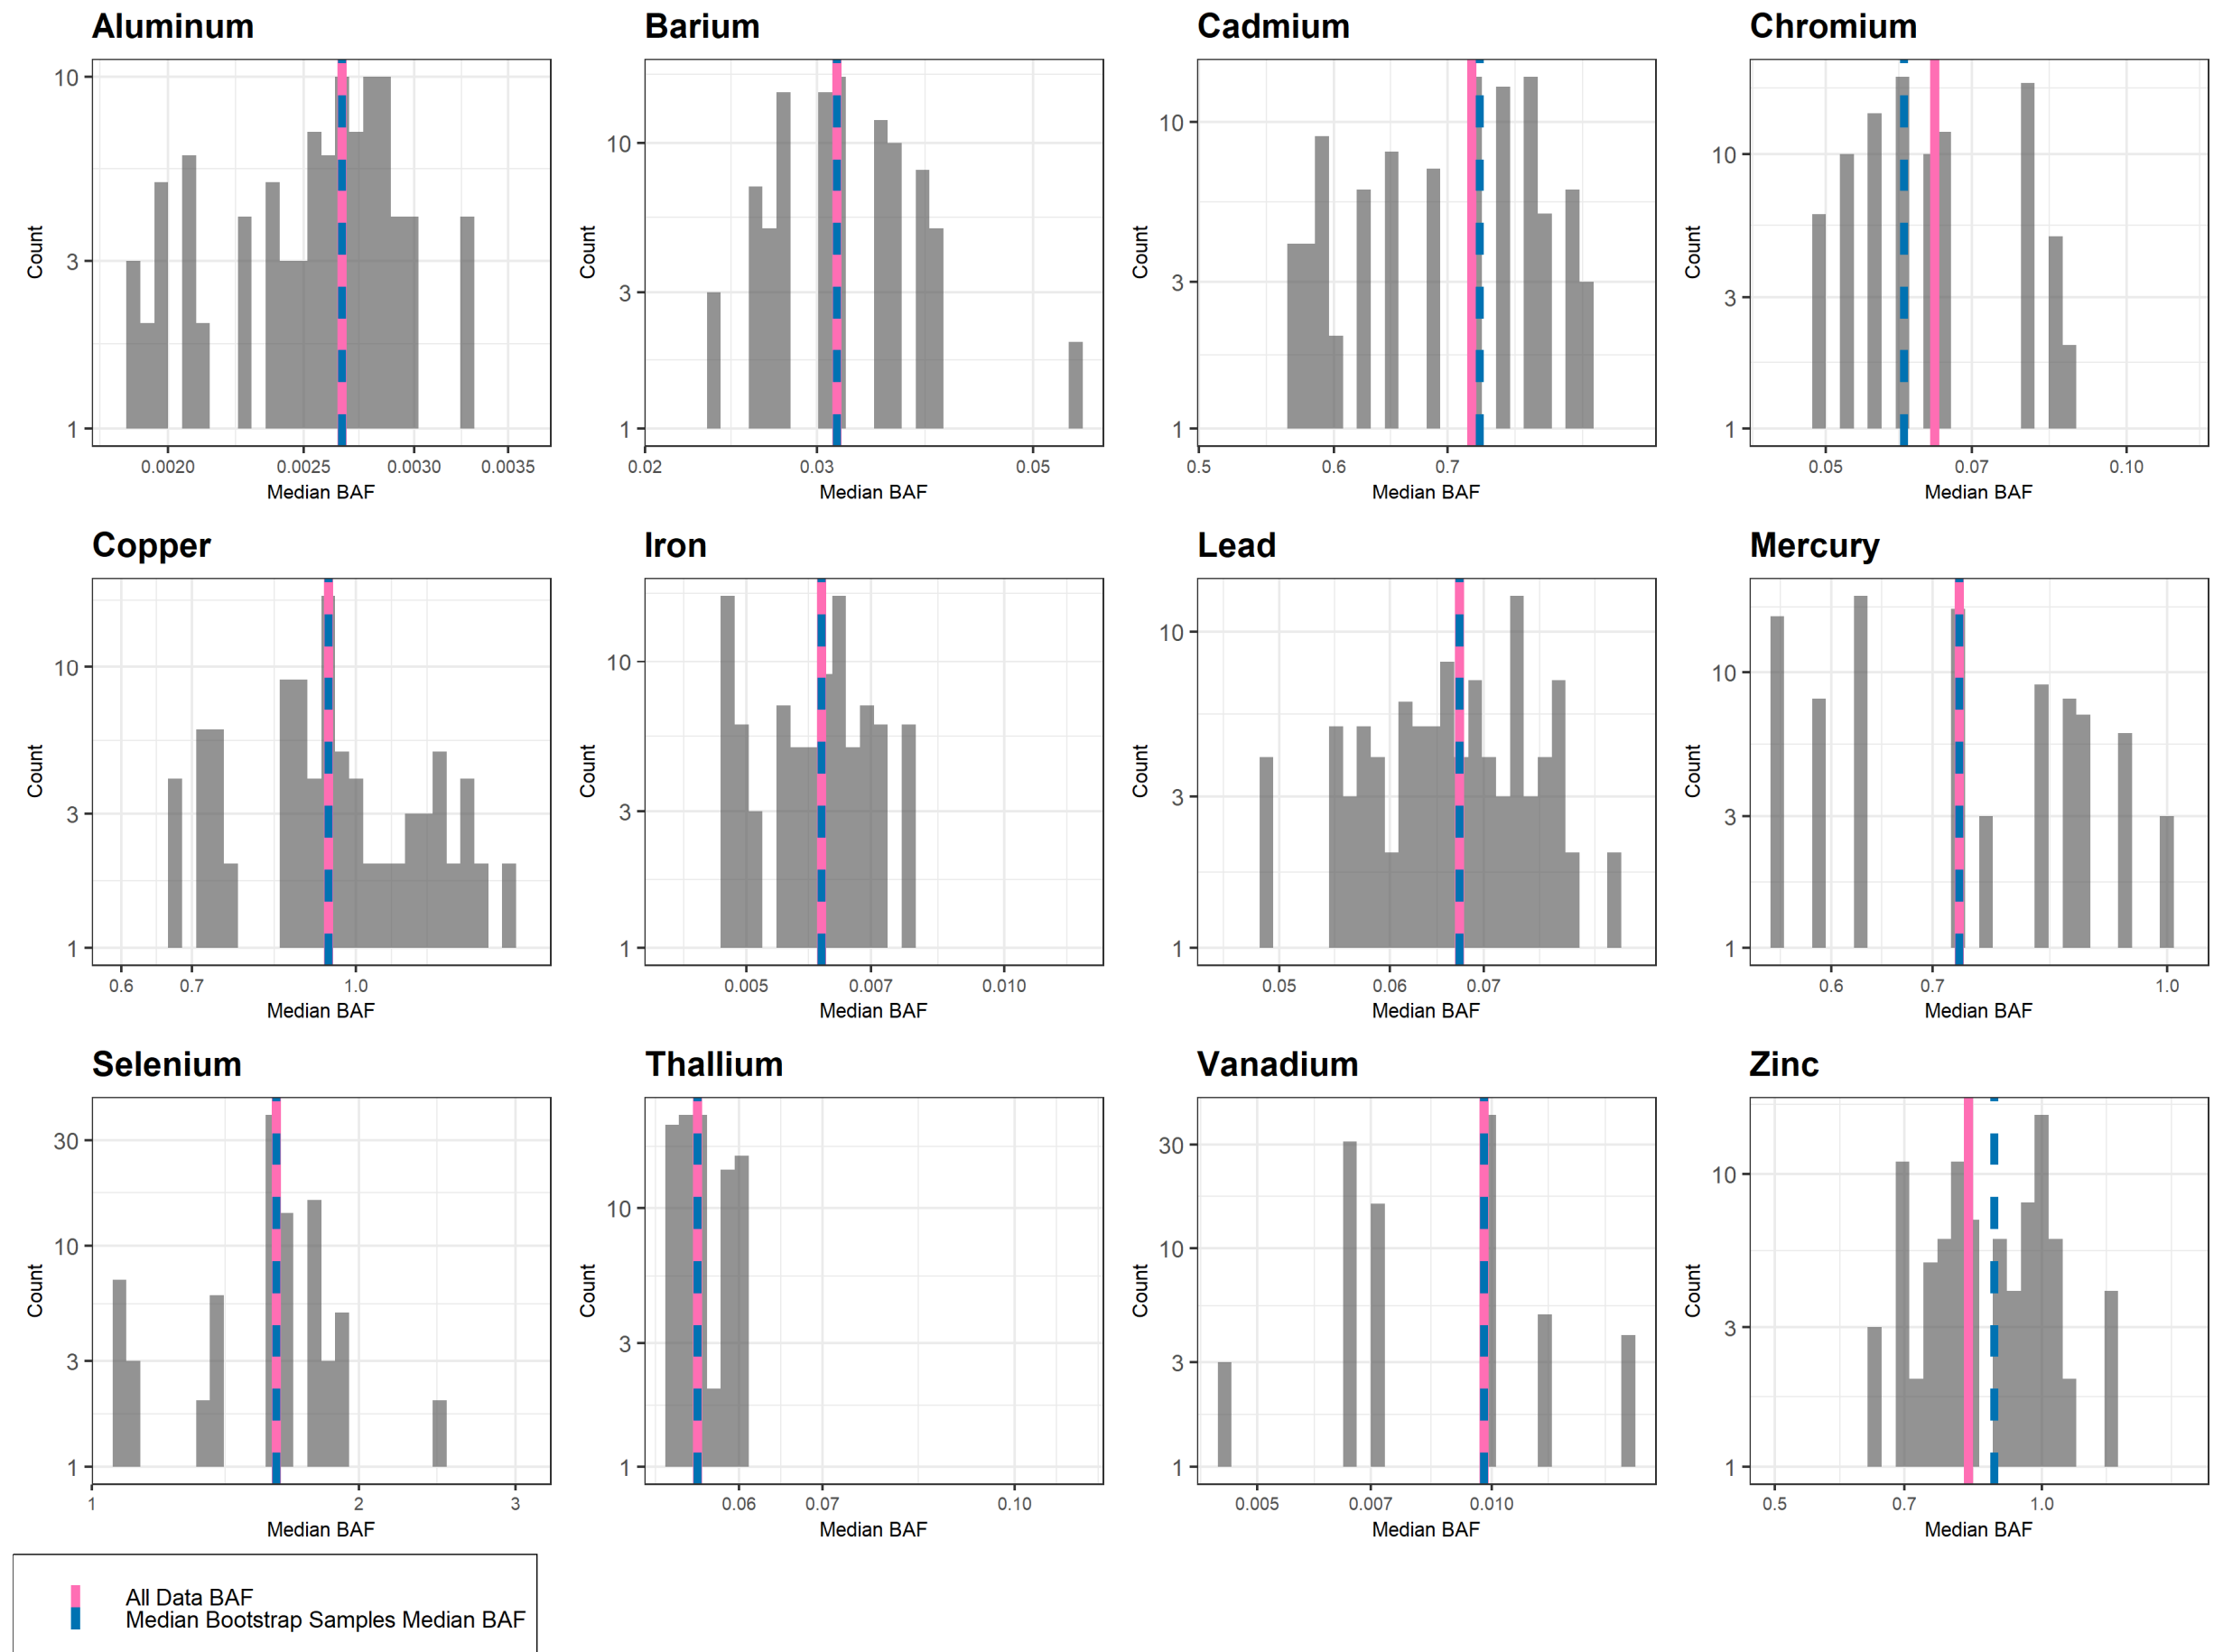 Aluminum
Barium
Cadmium
Chromium
10
3
1
Count
0.0020
0.0025
0.0030
0.0035
Median BAF
10
3
1
Count
0.02
0.03
0.05
Median BAF
10
3
1
Count
0.5
0.6
0.7
Median BAF
10
3
1
Count
0.05
0.07
0.10
Median BAF
Copper
Iron
Lead
Mercury
10
3
1
Count
0.6
0.7
1.0
Median BAF
10
3
1
Count
0.005
0.007
0.010
Median BAF
10
3
1
Count
0.05
0.06
0.07
Median BAF
10
3
1
Count
0.6
0.7
1.0
Median BAF
Selenium
Thallium
Vanadium
Zinc
30
10
3
1
Count
1
2
3
Median BAF
10
3
1
Count
0.06
0.07
0.10
Median BAF
30
10
3
1
Count
0.005
0.007
0.010
Median BAF
10
3
1
Count
0.5
0.7
1.0
Median BAF
All Data BAF
Median Bootstrap Samples Median BAF